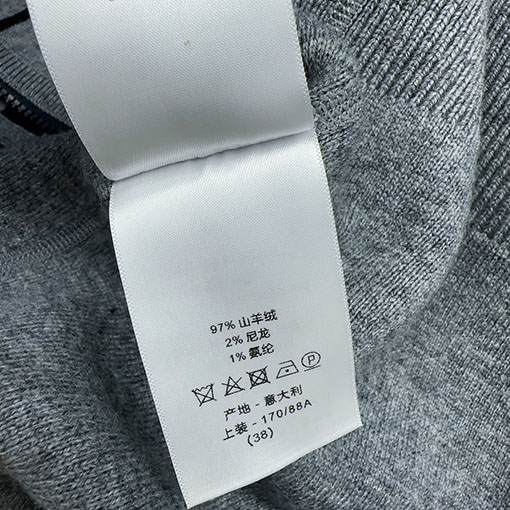 97% 山羊绒
2% 尼龙
1% 氨纶
P
产地 - 意大利
上装 - 170/88A
(38)